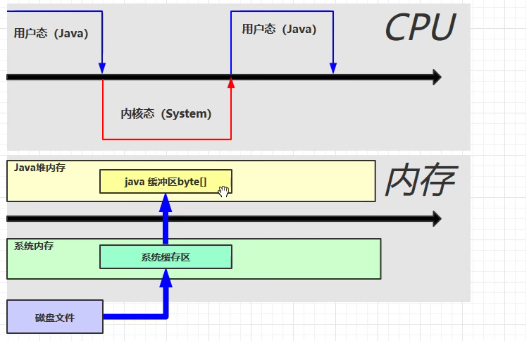 CPU
用户态（Java）
用户态（Java）
内核态（System）
内存
Java堆内存
java 缓冲区byte[]
系统内存
系统缓存区
磁盘文件